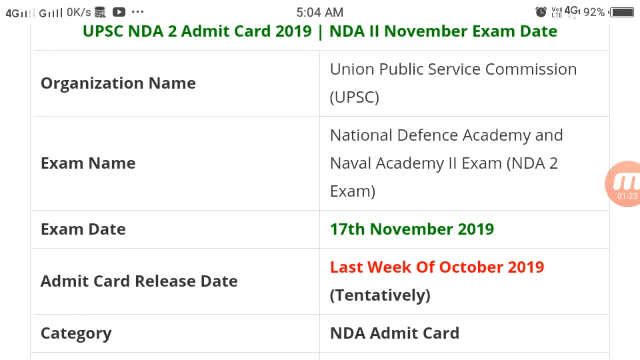 4G 4G 0K/s 5:04 AM 4G 92%
UPSC NDA 2 Admit Card 2019 | NDA II November Exam Date
Organization Name
Union Public Service Commission
(UPSC)
Exam Name
National Defence Academy and
Naval Academy II Exam (NDA 2
Exam)
Exam Date
17th November 2019
Admit Card Release Date
Last Week Of October 2019
(Tentatively)
Category
NDA Admit Card
01:23